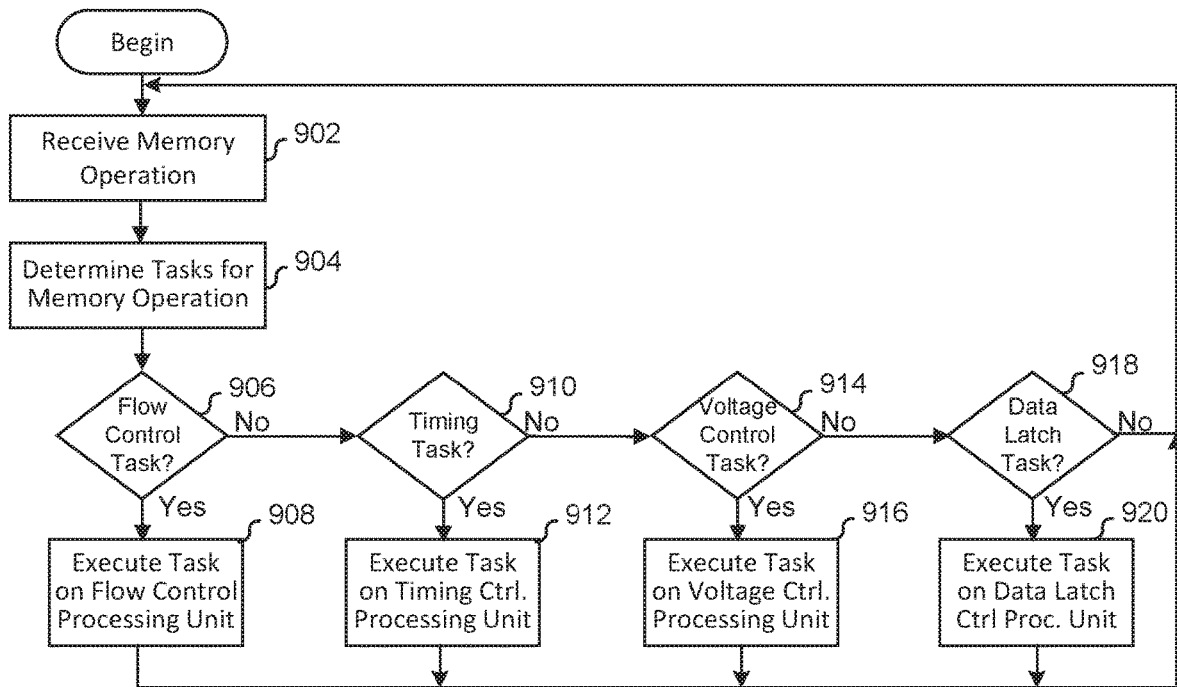 Begin
Receive Memory
Operation
902
Determine Tasks for
Memory Operation
904
Flow
Control
Task?
906
No
Timing
Task?
910
No
Voltage
Control
Task?
914
No
Data
Latch
Task?
918
No
Yes
Yes
Yes
Yes
Execute Task
on Flow Control
Processing Unit
908
Execute Task
on Timing Ctrl.
Processing Unit
912
Execute Task
on Voltage Ctrl.
Processing Unit
916
Execute Task
on Data Latch
Ctrl Proc. Unit
920